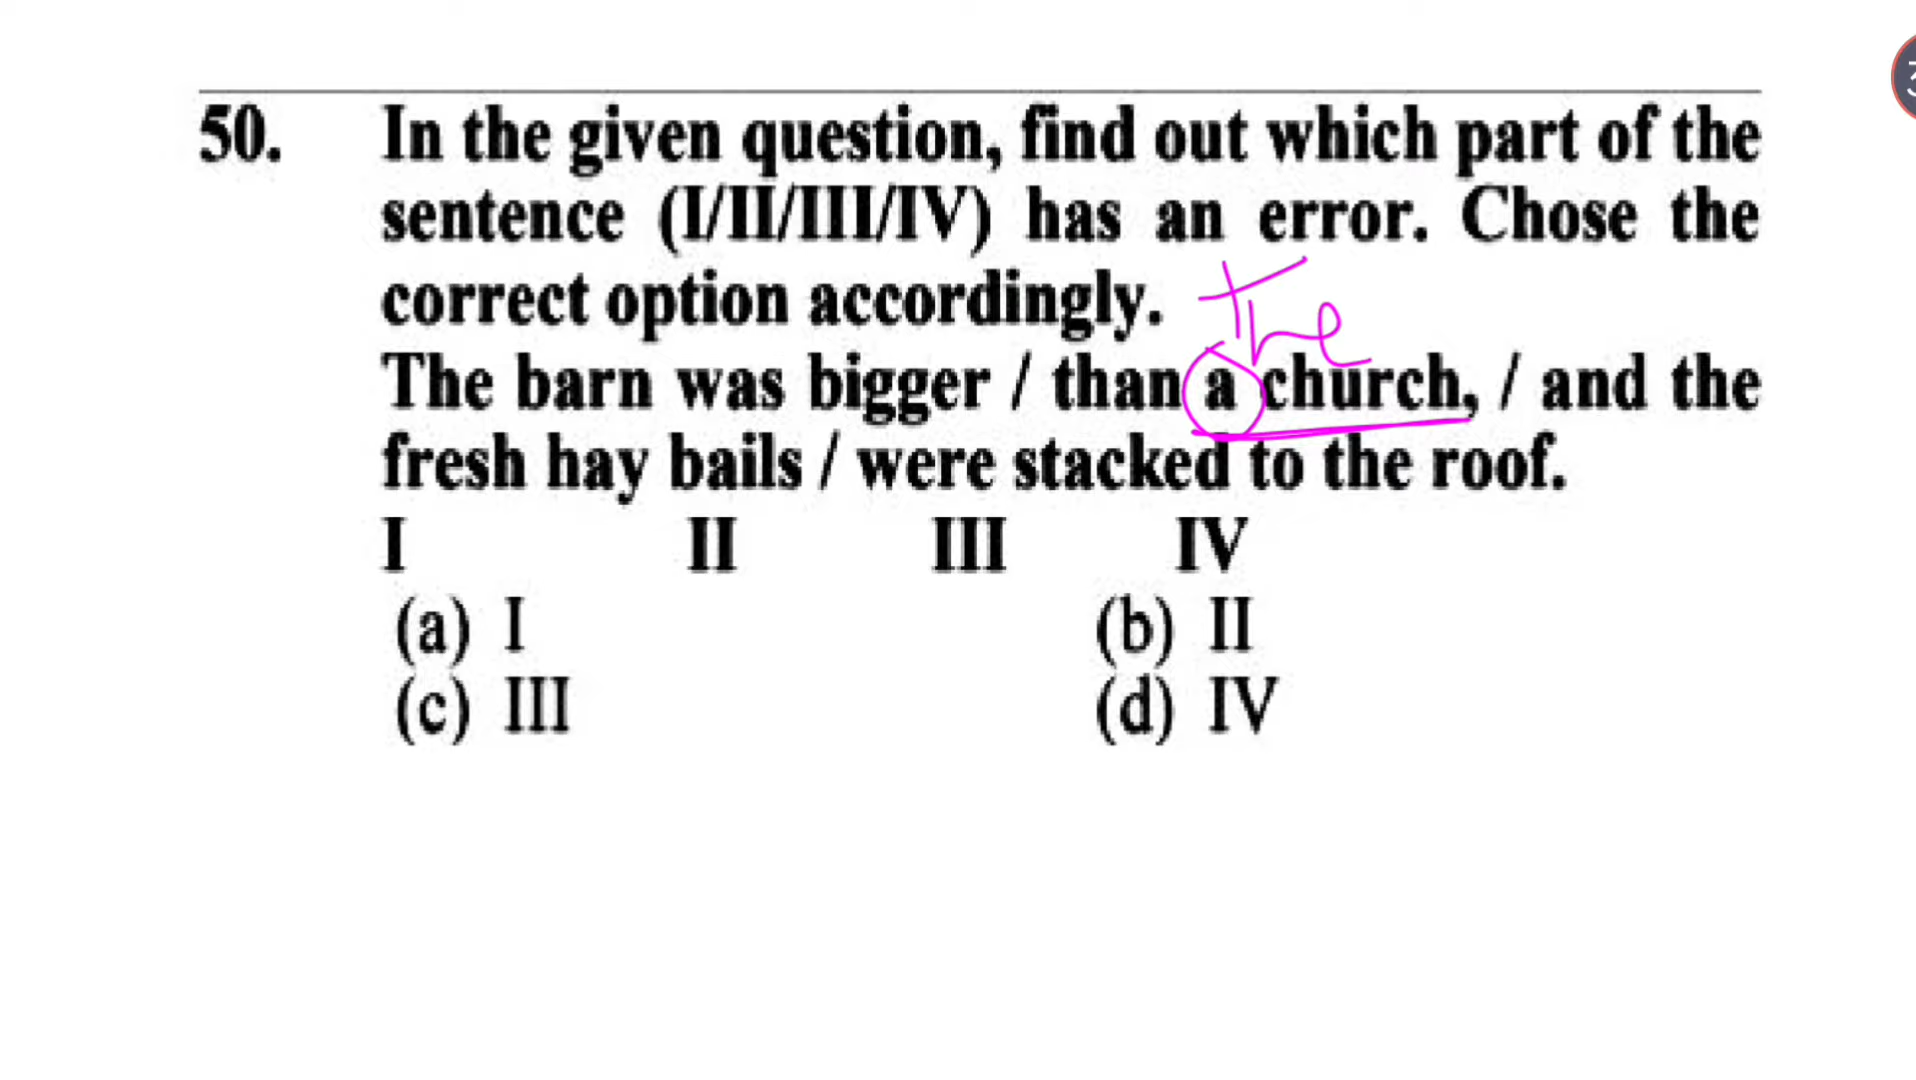 50. In the given question, find out which part of the
sentence (I/II/III/IV) has an error. Chose the
correct option accordingly.
The
The barn was bigger / than a church, / and the
fresh hay bails / were stacked to the roof.
I II III IV
(a) I (b) II
(c) III (d) IV